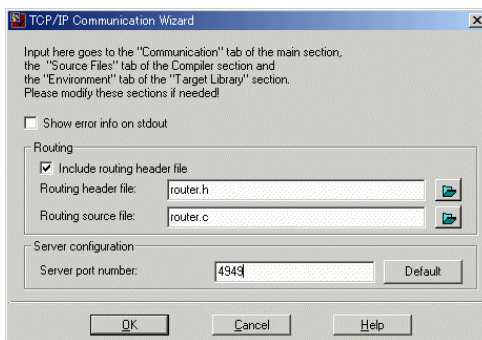 TCP/IP Communication Wizard
Input here goes to the "Communication" tab of the main section,
the "Source Files" tab of the Compiler section and
the "Environment" tab of the "Target Library" section.
Please modify these sections if needed!
Show error info on stdout
Routing
Include routing header file
Routing header file: router.h
Routing source file: router.c
Server configuration
Server port number: 4949 Default
OK Cancel Help